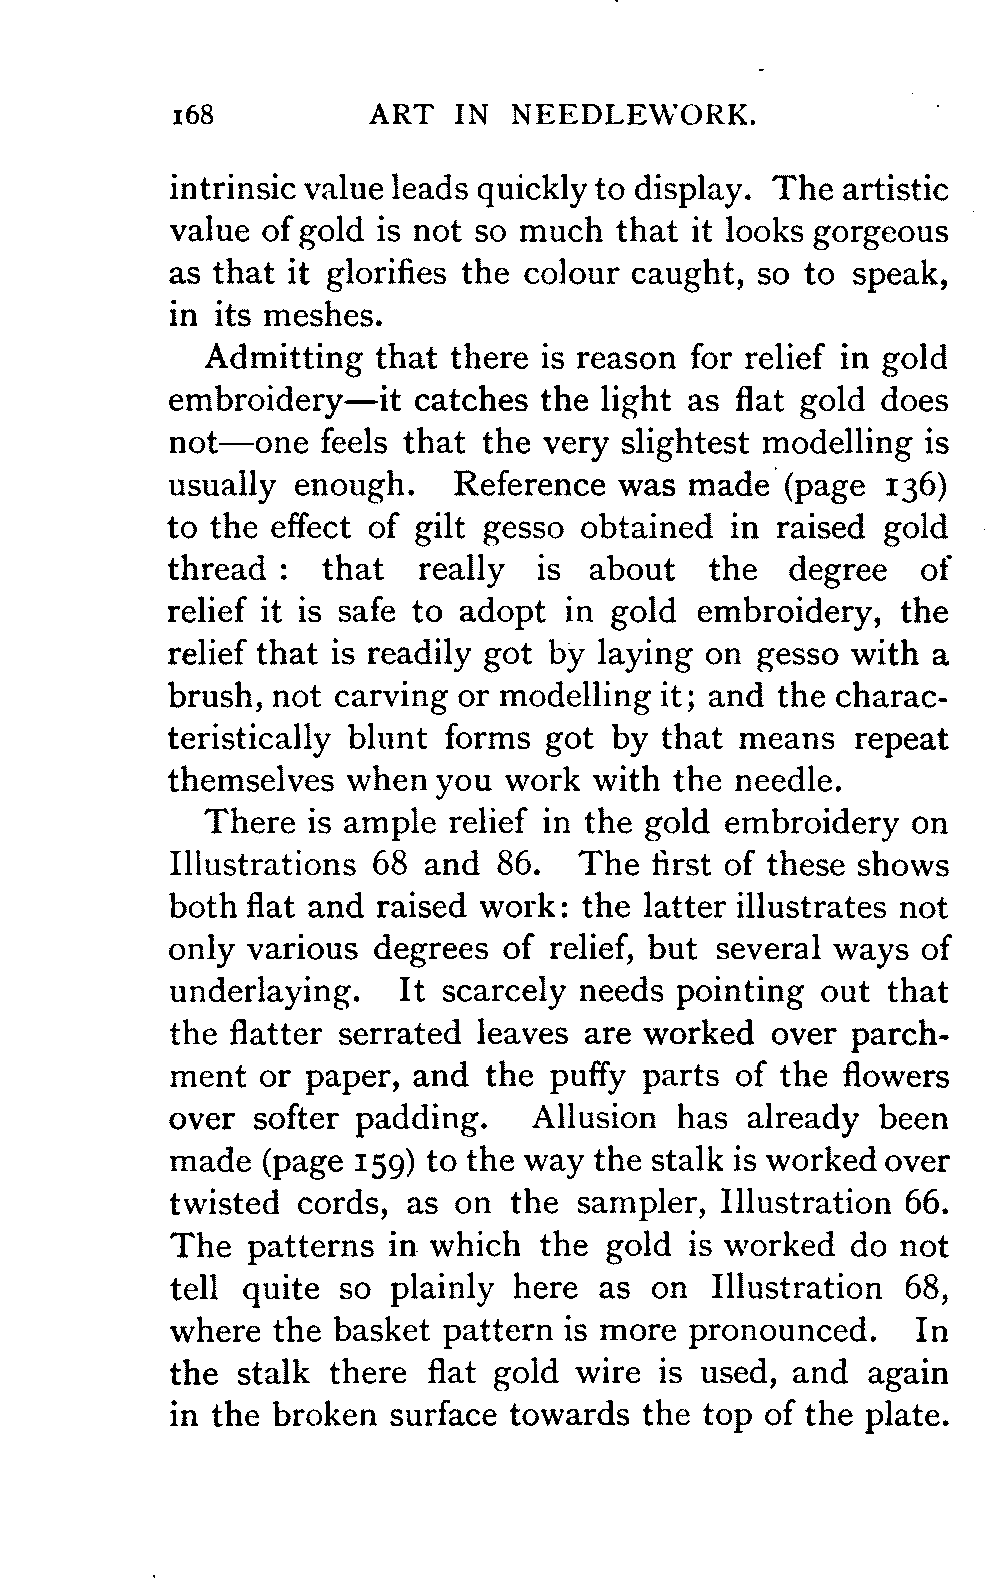 168 ART IN NEEDLEWORK.
intrinsic value leads quickly to display. The artistic
value of gold is not so much that it looks gorgeous
as that it glorifies the colour caught, so to speak,
in its meshes.
Admitting that there is reason for relief in gold
embroidery—it catches the light as flat gold does
not—one feels that the very slightest modelling is
usually enough. Reference was made (page 136)
to the effect of gilt gesso obtained in raised gold
thread : that really is about the degree of
relief it is safe to adopt in gold embroidery, the
relief that is readily got by laying on gesso with a
brush, not carving or modelling it; and the charac-
teristically blunt forms got by that means repeat
themselves when you work with the needle.
There is ample relief in the gold embroidery on
Illustrations 68 and 86. The first of these shows
both flat and raised work: the latter illustrates not
only various degrees of relief, but several ways of
underlaying. It scarcely needs pointing out that
the flatter serrated leaves are worked over parch-
ment or paper, and the puffy parts of the flowers
over softer padding. Allusion has already been
made (page 159) to the way the stalk is worked over
twisted cords, as on the sampler, Illustration 66.
The patterns in which the gold is worked do not
tell quite so plainly here as on Illustration 68,
where the basket pattern is more pronounced. In
the stalk there flat gold wire is used, and again
in the broken surface towards the top of the plate.